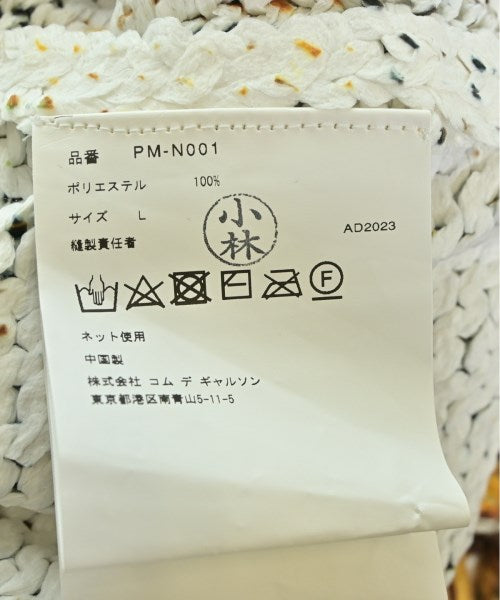 品番 PM-N001
ポリエステル 100%
サイズ L
縫製責任者
小林
AD2023
F
ネット使用
中国製
株式会社 コム デ ギャルソン
東京都港区南青山5-11-5